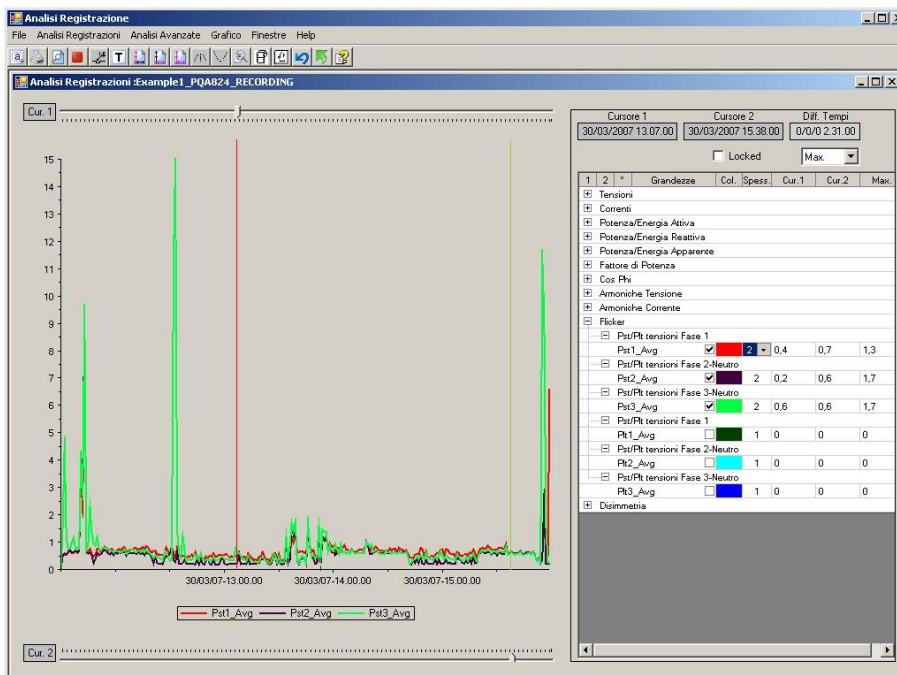 Analisi Registrazione
File Analisi Registrazioni Analisi Avanzate Grafico Finestre Help
Analisi Registrazioni :Example1_PQA824_RECORDING
Cur. 1
15
14
13
12
11
10
9
8
7
6
5
4
3
2
1
0
30/03/07-13.00.00 30/03/07-14.00.00 30/03/07-15.00.00
Pst1_Avg Pst2_Avg Pst3_Avg
Cur. 2
Cursore 1 Cursore 2 Diff. Tempi
30/03/2007 13.07.00 30/03/2007 15.38.00 0/0/0 2.31.00
Locked Max.
1 2 * Grandezze Col. Spess. Cur.1 Cur.2 Max.
Tensioni
Correnti
Potenza/Energia Attiva
Potenza/Energia Reattiva
Potenza/Energia Apparente
Fattore di Potenza
Cos Phi
Armoniche Tensione
Armoniche Corrente
Flicker
Pst/Plt tensioni Fase 1
Pst1_Avg 2 0,4 0,7 1,3
Pst/Plt tensioni Fase 2-Neutro
Pst2_Avg 2 0,2 0,6 1,7
Pst/Plt tensioni Fase 3-Neutro
Pst3_Avg 2 0,6 0,6 1,7
Pst/Plt tensioni Fase 1
Plt1_Avg 1 0 0 0
Pst/Plt tensioni Fase 2-Neutro
Plt2_Avg 1 0 0 0
Pst/Plt tensioni Fase 3-Neutro
Plt3_Avg 1 0 0 0
Disimmetria